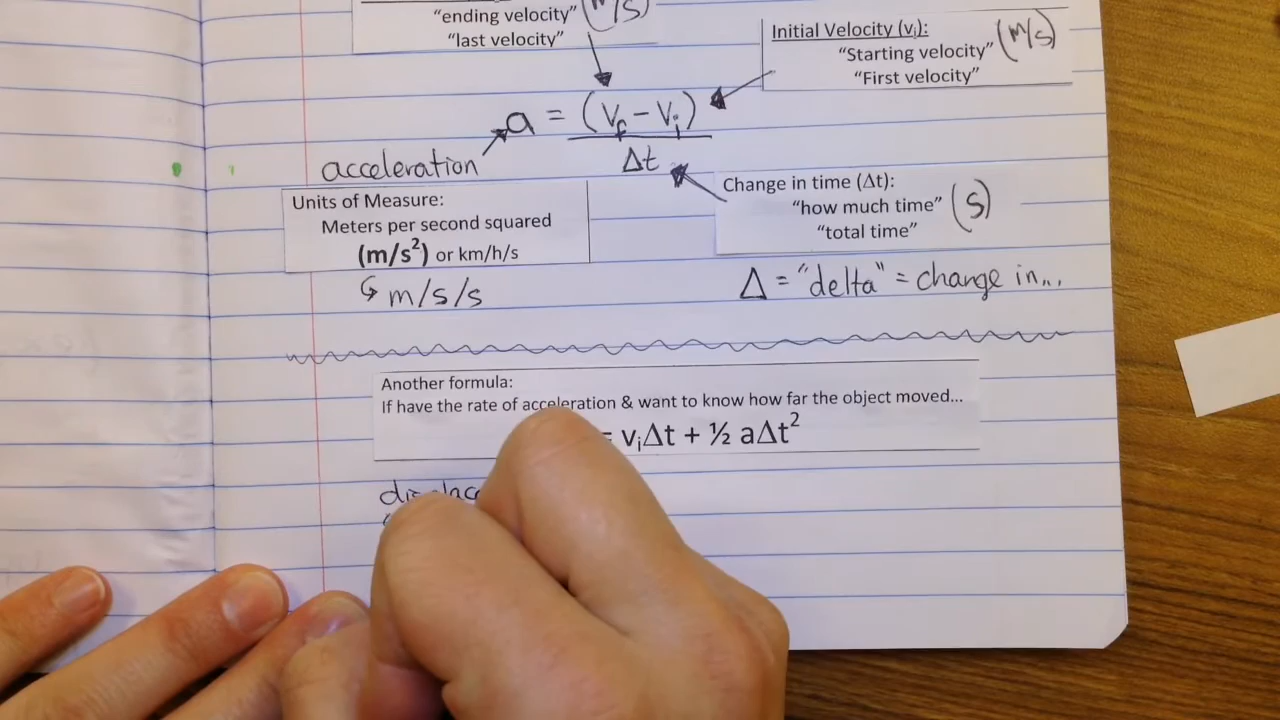 "ending velocity" (m/s)
"last velocity"
Initial Velocity (vᵢ):
"Starting velocity" (m/s)
"First velocity"
a = (Vf - Vi)
Δt
acceleration
Units of Measure:
Meters per second squared
(m/s²) or km/h/s
↳ m/s/s
Change in time (Δt):
"how much time" (s)
"total time"
Δ = "delta" = change in...
Another formula:
If have the rate of acceleration & want to know how far the object moved...
= vᵢΔt + ½ aΔt²